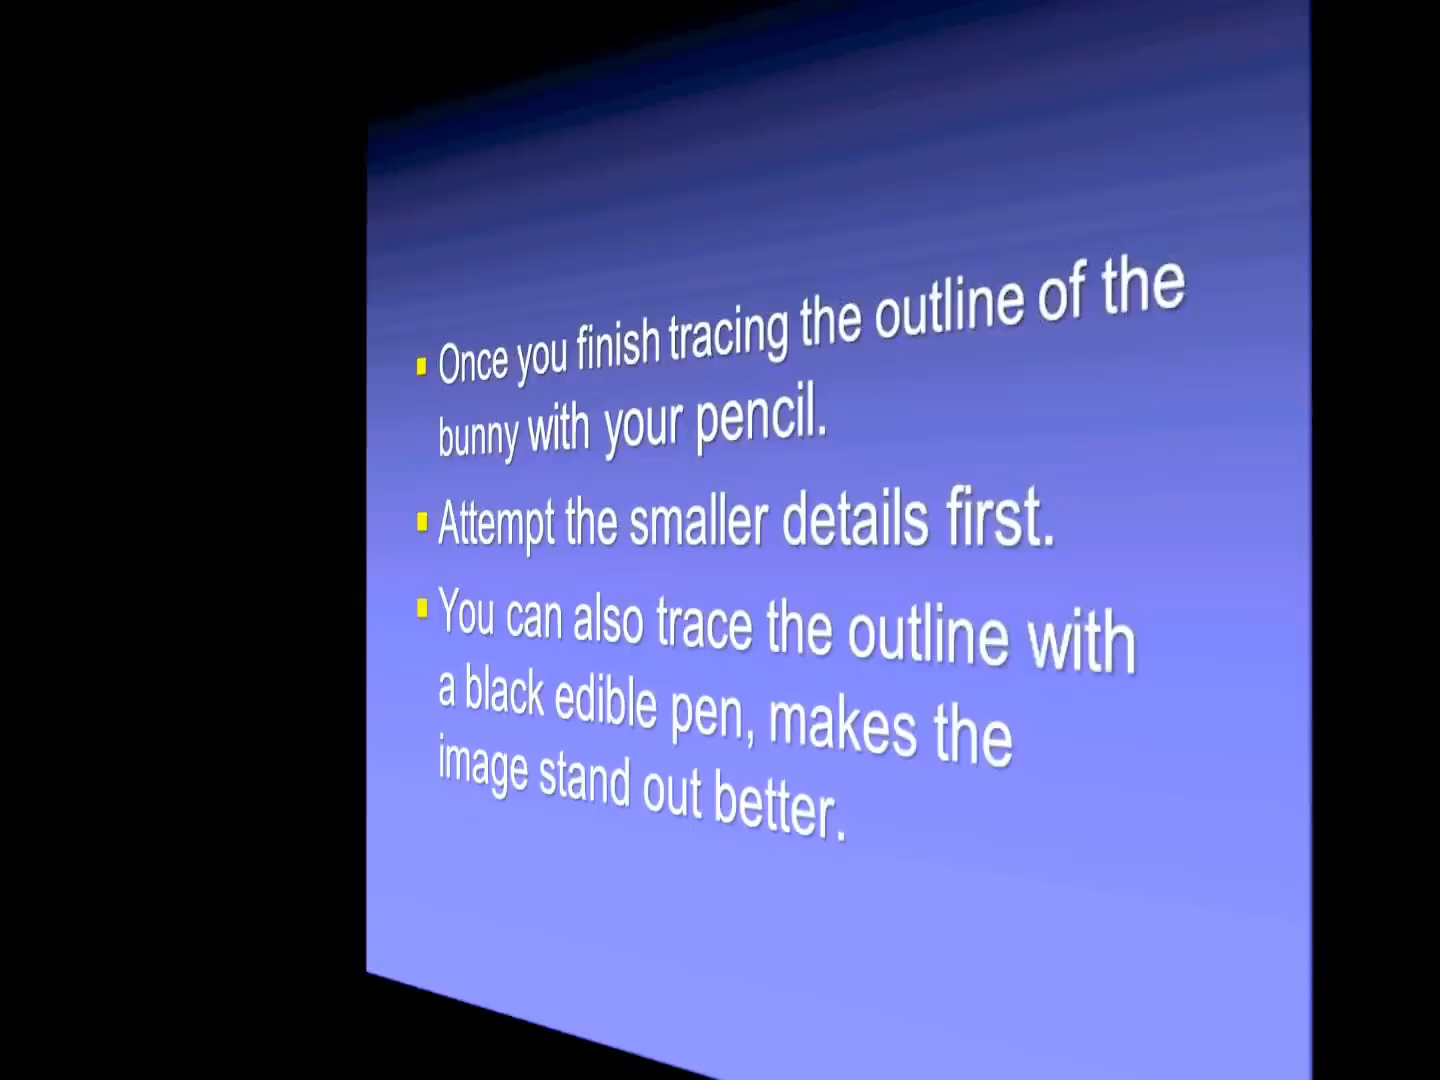 Once you finish tracing the outline of the
bunny with your pencil.
Attempt the smaller details first.
You can also trace the outline with
a black edible pen, makes the
image stand out better.